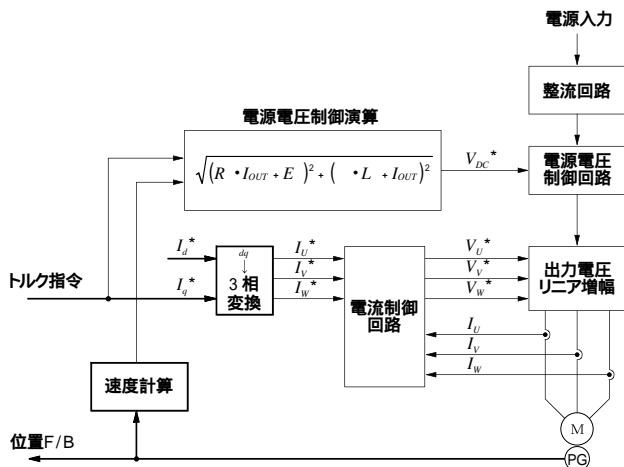 電源入力
整流回路
電源電圧制御演算
√(R ・I_OUT + E )² + ( ・L + I_OUT)²
V_DC*
電源電圧
制御回路
I_d*
I_q*
dq
↓
3相
変換
I_U*
I_V*
I_W*
電流制御
回路
V_U*
V_V*
V_W*
出力電圧
リニア増幅
トルク指令
I_U
I_V
I_W
速度計算
位置F/B
M
PG